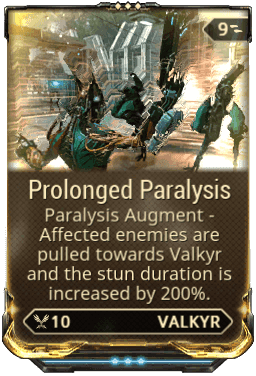 9
Prolonged Paralysis
Paralysis Augment -
Affected enemies are
pulled towards Valkyr
and the stun duration is
increased by 200%.
10 VALKYR